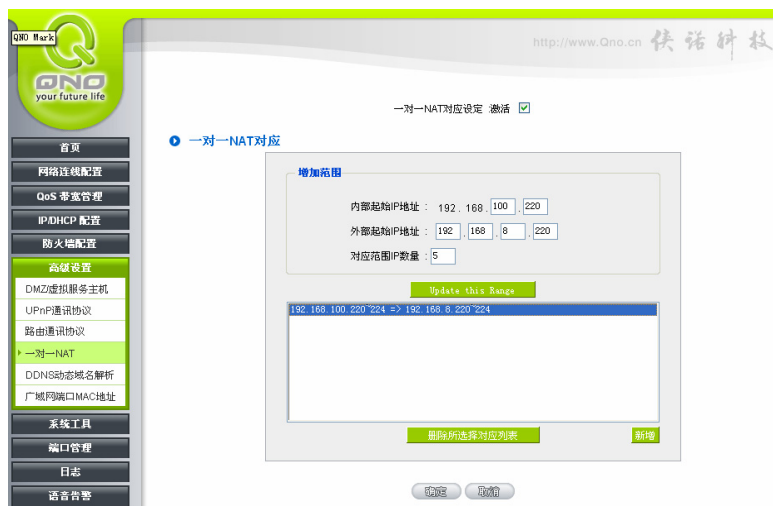 QNO Mark
QNO
your future life
http://www.Qno.cn 侠诺科技
一对一NAT对应设定 :激活
一对一NAT对应
首页
网络连线配置
QoS 带宽管理
IP/DHCP 配置
防火墙配置
高级设置
DMZ/虚拟服务主机
UPnP通讯协议
路由通讯协议
一对一NAT
DDNS动态域名解析
广域网端口MAC地址
系统工具
端口管理
日志
语音告警
增加范围
内部起始IP地址 : 192. 168. 100 . 220
外部起始IP地址 : 192 . 168 . 8 . 220
对应范围IP数量 : 5
Update this Range
192.168.100.220~224 => 192.168.8.220~224
删除所选择对应列表
新增
确定
取消